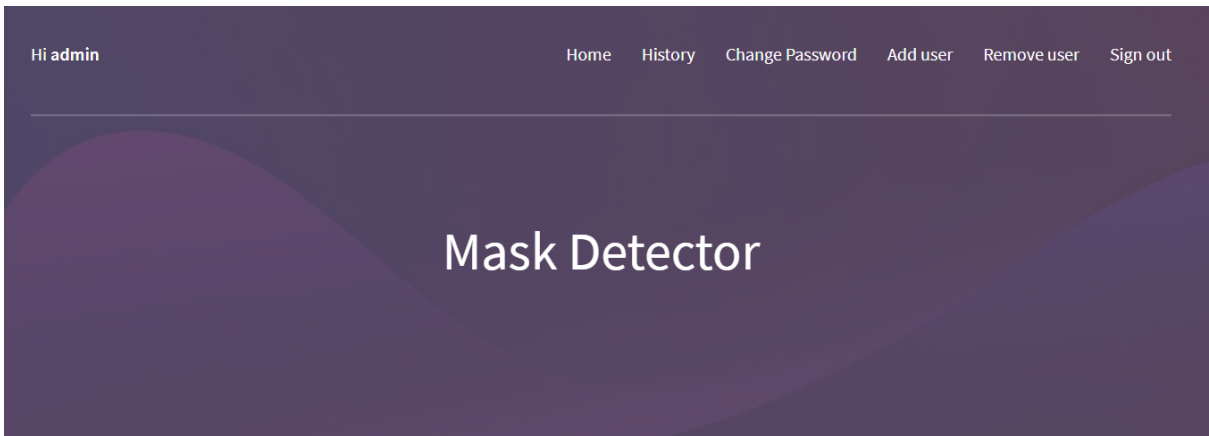 Hi admin Home History Change Password Add user Remove user Sign out
Mask Detector